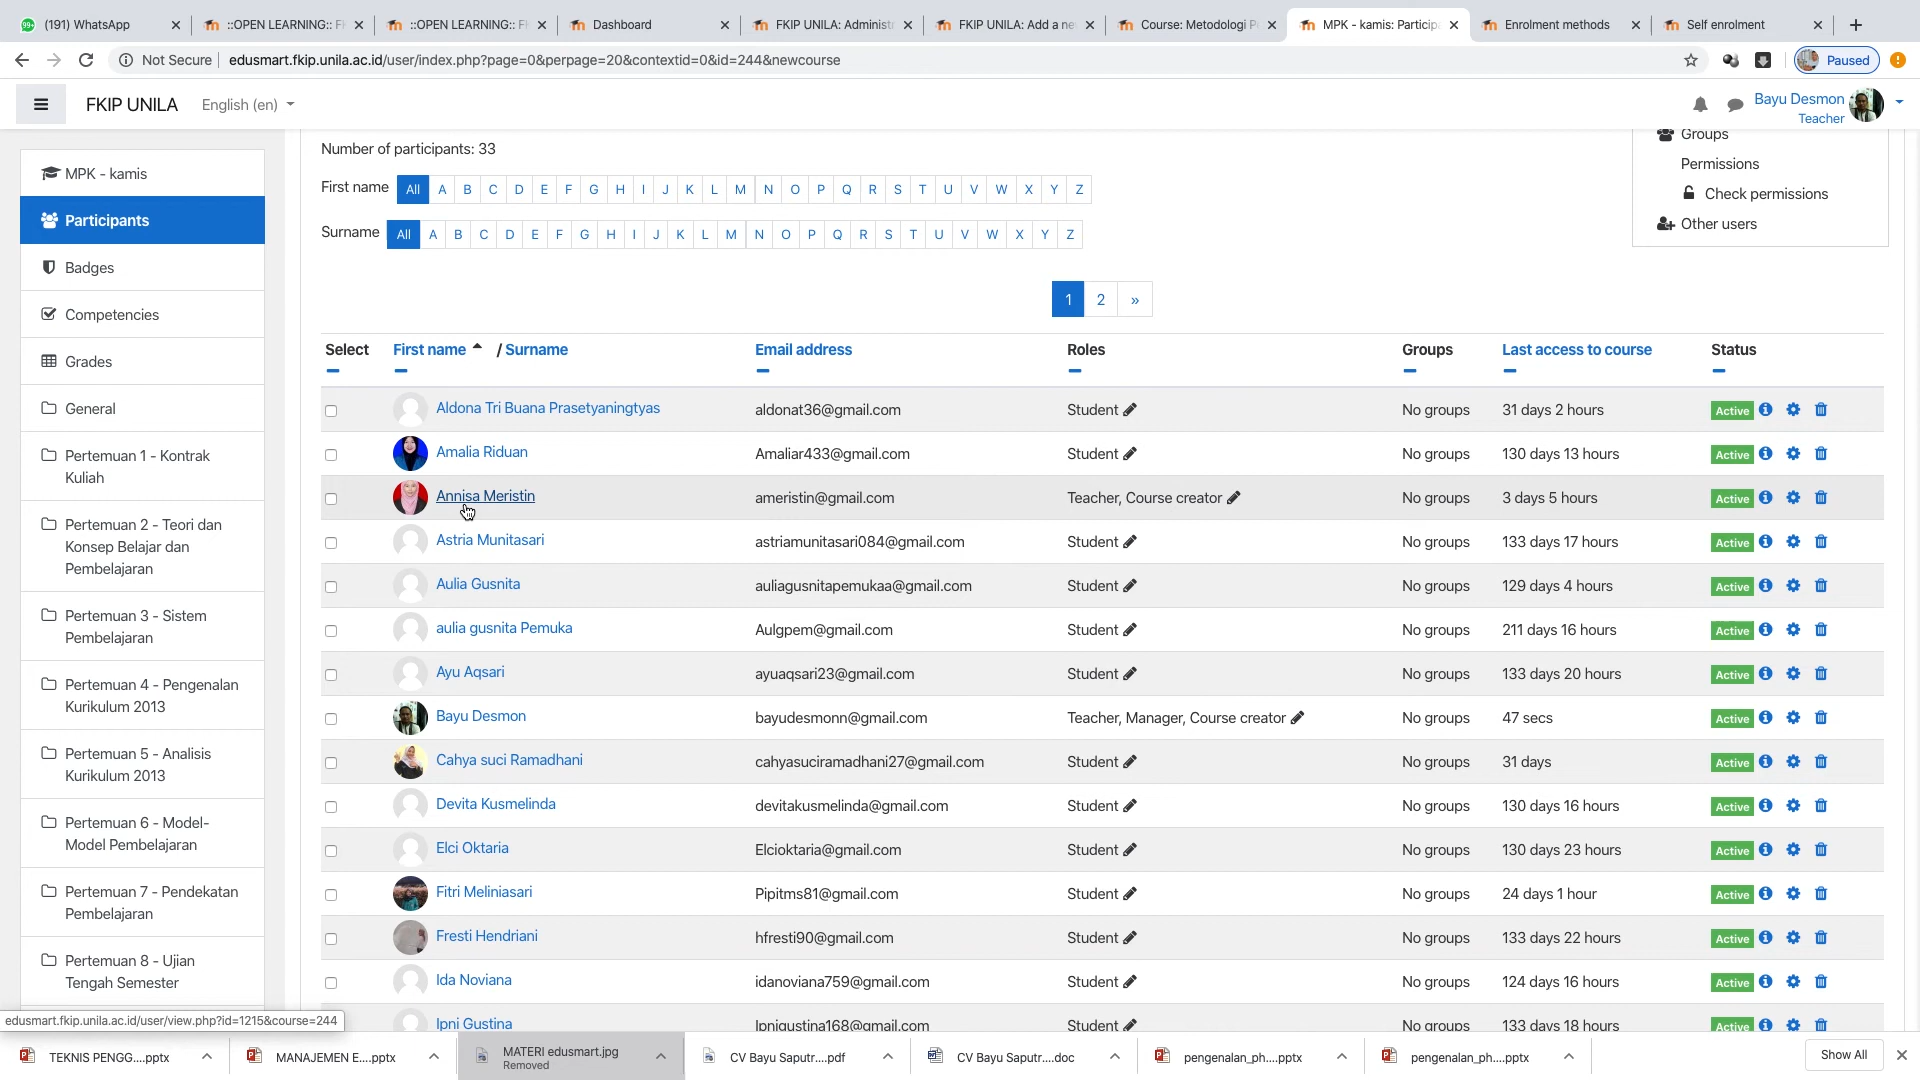 (191) WhatsApp
::OPEN LEARNING:: F
::OPEN LEARNING:: F
Dashboard
FKIP UNILA: Administr
FKIP UNILA: Add a ne
Course: Metodologi P
MPK - kamis: Particip
Enrolment methods
Self enrolment
Not Secure
edusmart.fkip.unila.ac.id/user/index.php?page=0&perpage=20&contextid=0&id=244&newcourse
Paused
FKIP UNILA
English (en)
Bayu Desmon
Teacher
MPK - kamis
Participants
Badges
Competencies
Grades
General
Pertemuan 1 - Kontrak
Kuliah
Pertemuan 2 - Teori dan
Konsep Belajar dan
Pembelajaran
Pertemuan 3 - Sistem
Pembelajaran
Pertemuan 4 - Pengenalan
Kurikulum 2013
Pertemuan 5 - Analisis
Kurikulum 2013
Pertemuan 6 - Model-
Model Pembelajaran
Pertemuan 7 - Pendekatan
Pembelajaran
Pertemuan 8 - Ujian
Tengah Semester
Number of participants: 33
First name All A B C D E F G H I J K L M N O P Q R S T U V W X Y Z
Surname All A B C D E F G H I J K L M N O P Q R S T U V W X Y Z
Groups
Permissions
Check permissions
Other users
1 2 »
Select First name / Surname Email address Roles Groups Last access to course Status
Aldona Tri Buana Prasetyaningtyas aldonat36@gmail.com Student No groups 31 days 2 hours Active
Amalia Riduan Amaliar433@gmail.com Student No groups 130 days 13 hours Active
Annisa Meristin ameristin@gmail.com Teacher, Course creator No groups 3 days 5 hours Active
Astria Munitasari astriamunitasari084@gmail.com Student No groups 133 days 17 hours Active
Aulia Gusnita auliagusnitapemukaa@gmail.com Student No groups 129 days 4 hours Active
aulia gusnita Pemuka Aulgpem@gmail.com Student No groups 211 days 16 hours Active
Ayu Aqsari ayuaqsari23@gmail.com Student No groups 133 days 20 hours Active
Bayu Desmon bayudesmonn@gmail.com Teacher, Manager, Course creator No groups 47 secs Active
Cahya suci Ramadhani cahyasuciramadhani27@gmail.com Student No groups 31 days Active
Devita Kusmelinda devitakusmelinda@gmail.com Student No groups 130 days 16 hours Active
Elci Oktaria Elcioktaria@gmail.com Student No groups 130 days 23 hours Active
Fitri Meliniasari Pipitms81@gmail.com Student No groups 24 days 1 hour Active
Fresti Hendriani hfresti90@gmail.com Student No groups 133 days 22 hours Active
Ida Noviana idanoviana759@gmail.com Student No groups 124 days 16 hours Active
Ipni Gustina Ipnigustina168@gmail.com Student No groups 133 days 18 hours Active
edusmart.fkip.unila.ac.id/user/view.php?id=1215&course=244
TEKNIS PENGG....pptx
MANAJEMEN E....pptx
MATERI edusmart.jpg
Removed
CV Bayu Saputr....pdf
CV Bayu Saputr....doc
pengenalan_ph....pptx
pengenalan_ph....pptx
Show All